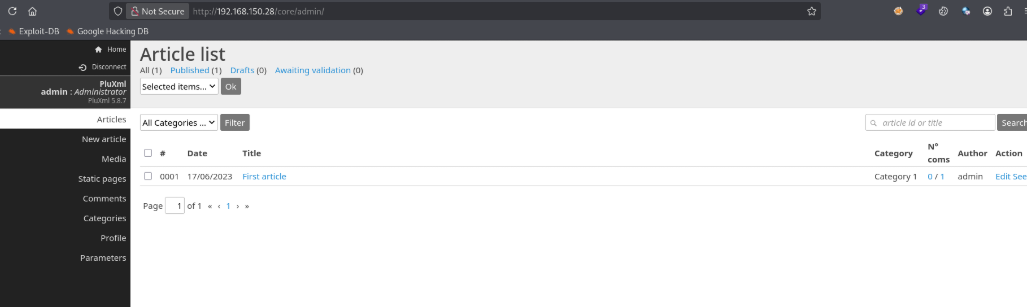 Not Secure http://192.168.150.28/core/admin/ 3
Exploit-DB Google Hacking DB
Home
Disconnect
PluXml
admin : Administrator
PluXml 5.8.7
Articles
New article
Media
Static pages
Comments
Categories
Profile
Parameters
Article list
All (1) Published (1) Drafts (0) Awaiting validation (0)
Selected items... Ok
All Categories ... Filter article id or title Search
# Date Title Category N° coms Author Action
0001 17/06/2023 First article Category 1 0 / 1 admin Edit See
Page 1 of 1 « ‹ 1 › »